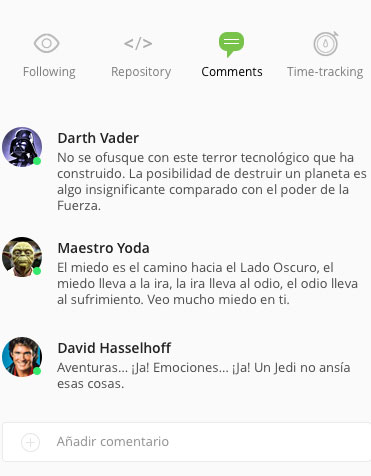 Following
</>
Repository
Comments
Time-tracking
Darth Vader
No se ofusque con este terror tecnológico que ha
construido. La posibilidad de destruir un planeta es
algo insignificante comparado con el poder de la
Fuerza.
Maestro Yoda
El miedo es el camino hacia el Lado Oscuro, el
miedo lleva a la ira, la ira lleva al odio, el odio lleva
al sufrimiento. Veo mucho miedo en ti.
David Hasselhoff
Aventuras... ¡Ja! Emociones... ¡Ja! Un Jedi no ansía
esas cosas.
Añadir comentario